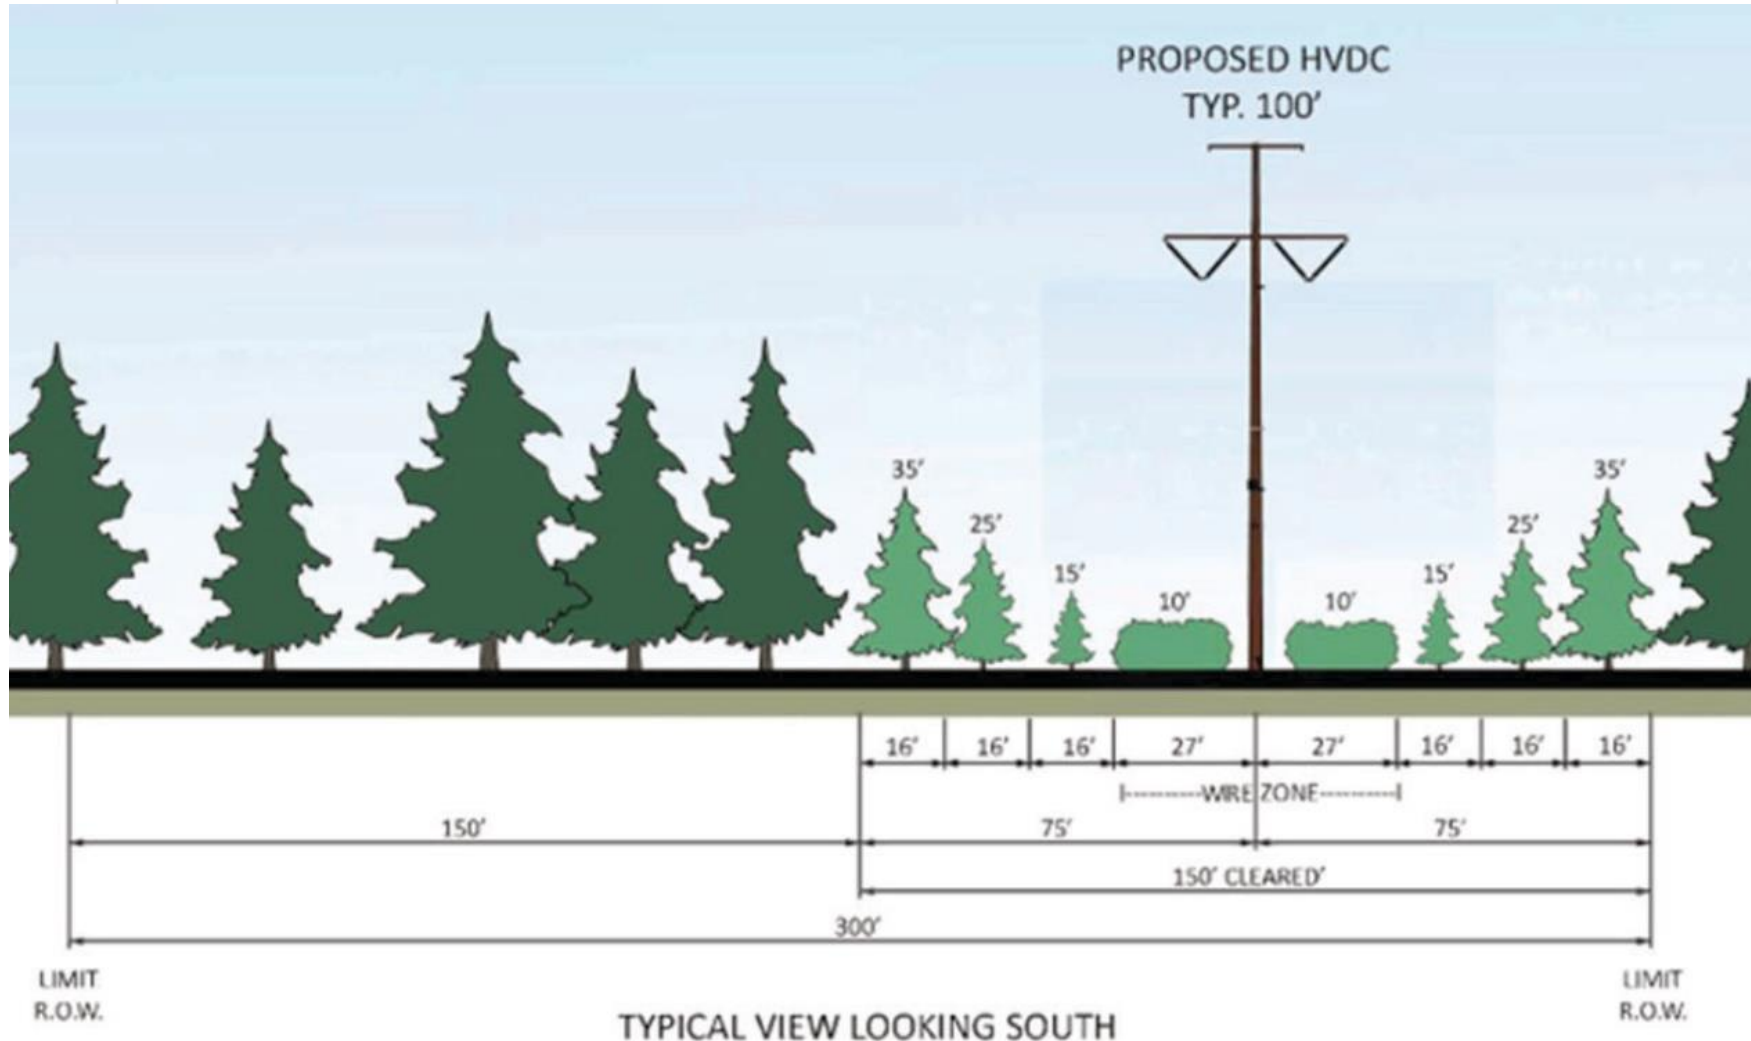 PROPOSED HVDC
TYP. 100'
35'
25'
15'
10'
10'
15'
25'
35'
16'
16'
16'
27'
27'
16'
16'
16'
|----------WIRE ZONE----------|
150'
75'
75'
150' CLEARED'
300'
LIMIT
R.O.W.
LIMIT
R.O.W.
TYPICAL VIEW LOOKING SOUTH